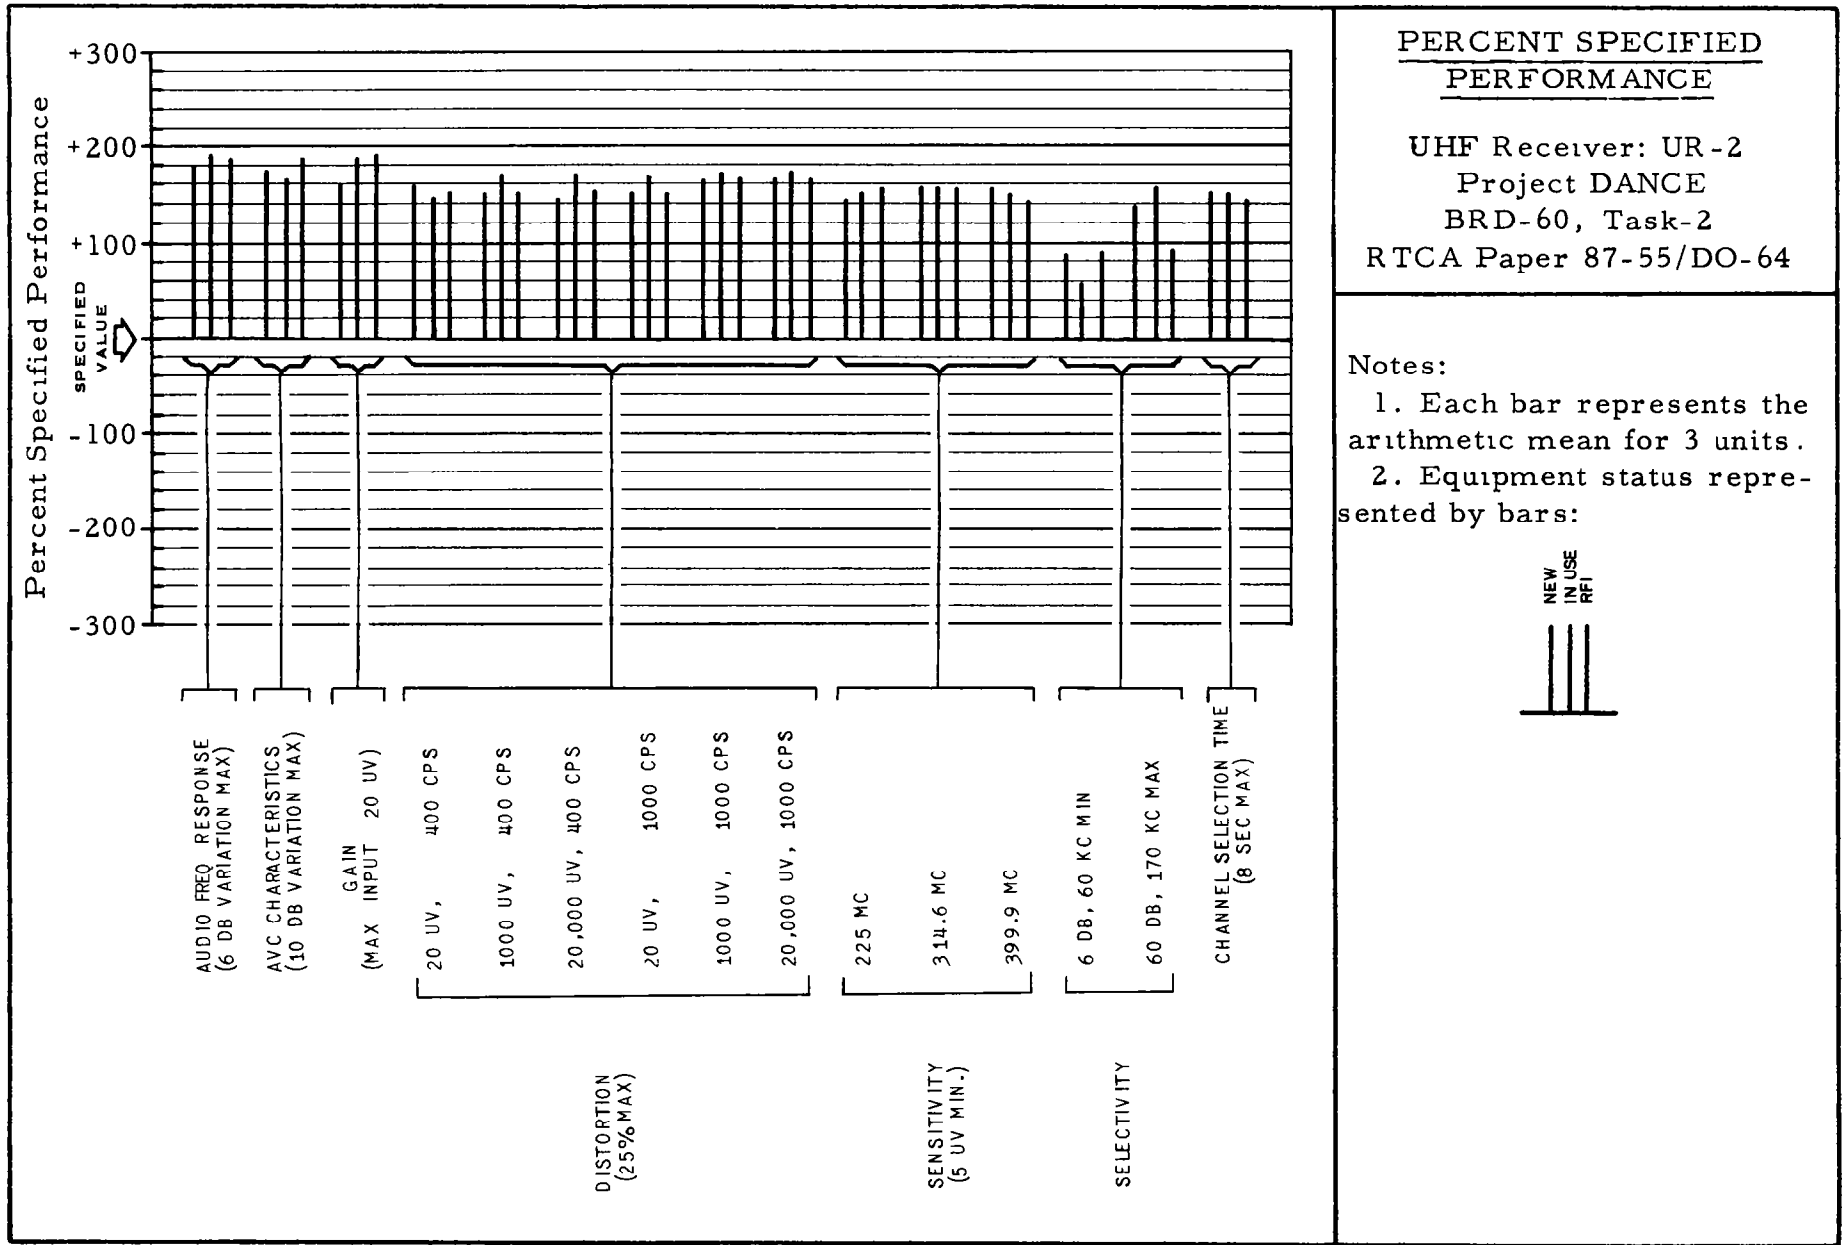 Percent Specified Performance
+300
+200
+100
SPECIFIED
VALUE
-100
-200
-300
AUDIO FREQ RESPONSE
(6 DB VARIATION MAX)
AVC CHARACTERISTICS
(10 DB VARIATION MAX)
GAIN
(MAX INPUT 20 UV)
20 UV, 400 CPS
1000 UV, 400 CPS
20,000 UV, 400 CPS
20 UV, 1000 CPS
1000 UV, 1000 CPS
20,000 UV, 1000 CPS
DISTORTION
(25% MAX)
225 MC
314.6 MC
399.9 MC
SENSITIVITY
(5 UV MIN.)
6 DB, 60 KC MIN
60 DB, 170 KC MAX
SELECTIVITY
CHANNEL SELECTION TIME
(8 SEC MAX)
PERCENT SPECIFIED
PERFORMANCE
UHF Receiver: UR-2
Project DANCE
BRD-60, Task-2
RTCA Paper 87-55/DO-64
Notes:
1. Each bar represents the
arithmetic mean for 3 units.
2. Equipment status repre-
sented by bars:
NEW
IN USE
RFI